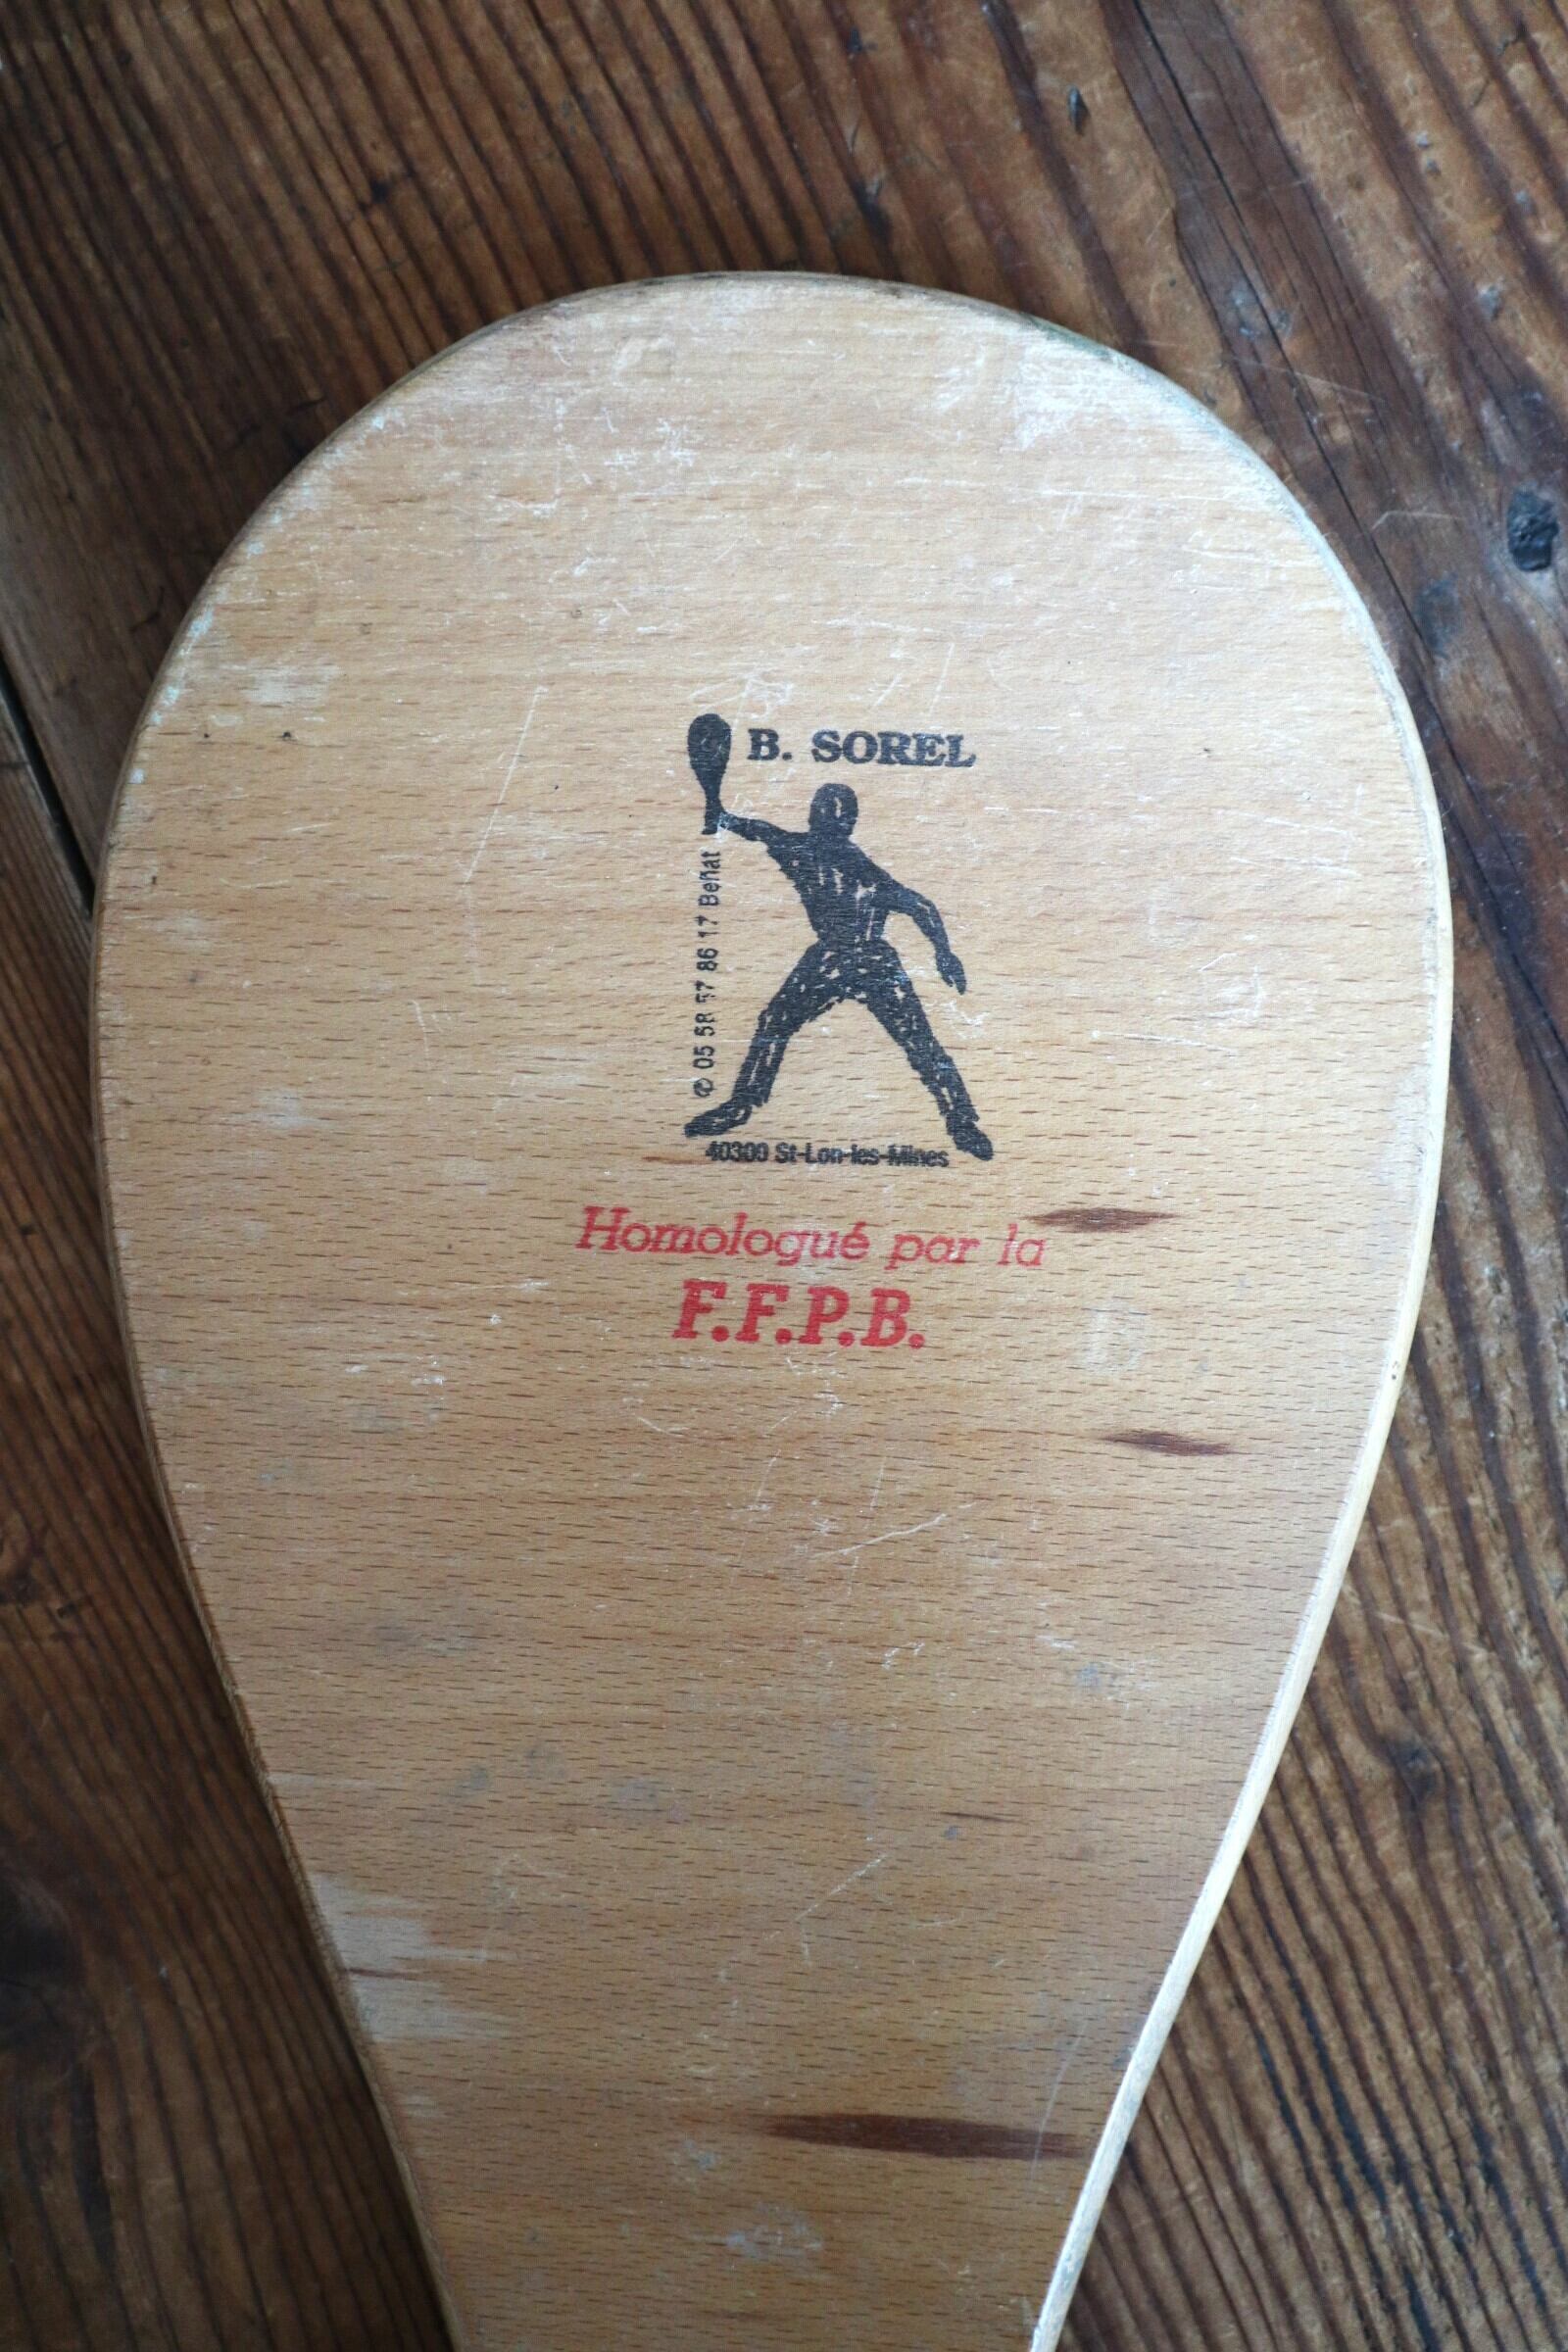 B. SOREL
✆ 05 58 57 86 17 Beñat
40300 St-Lon-les-Mines
Homologué par la
F.F.P.B.